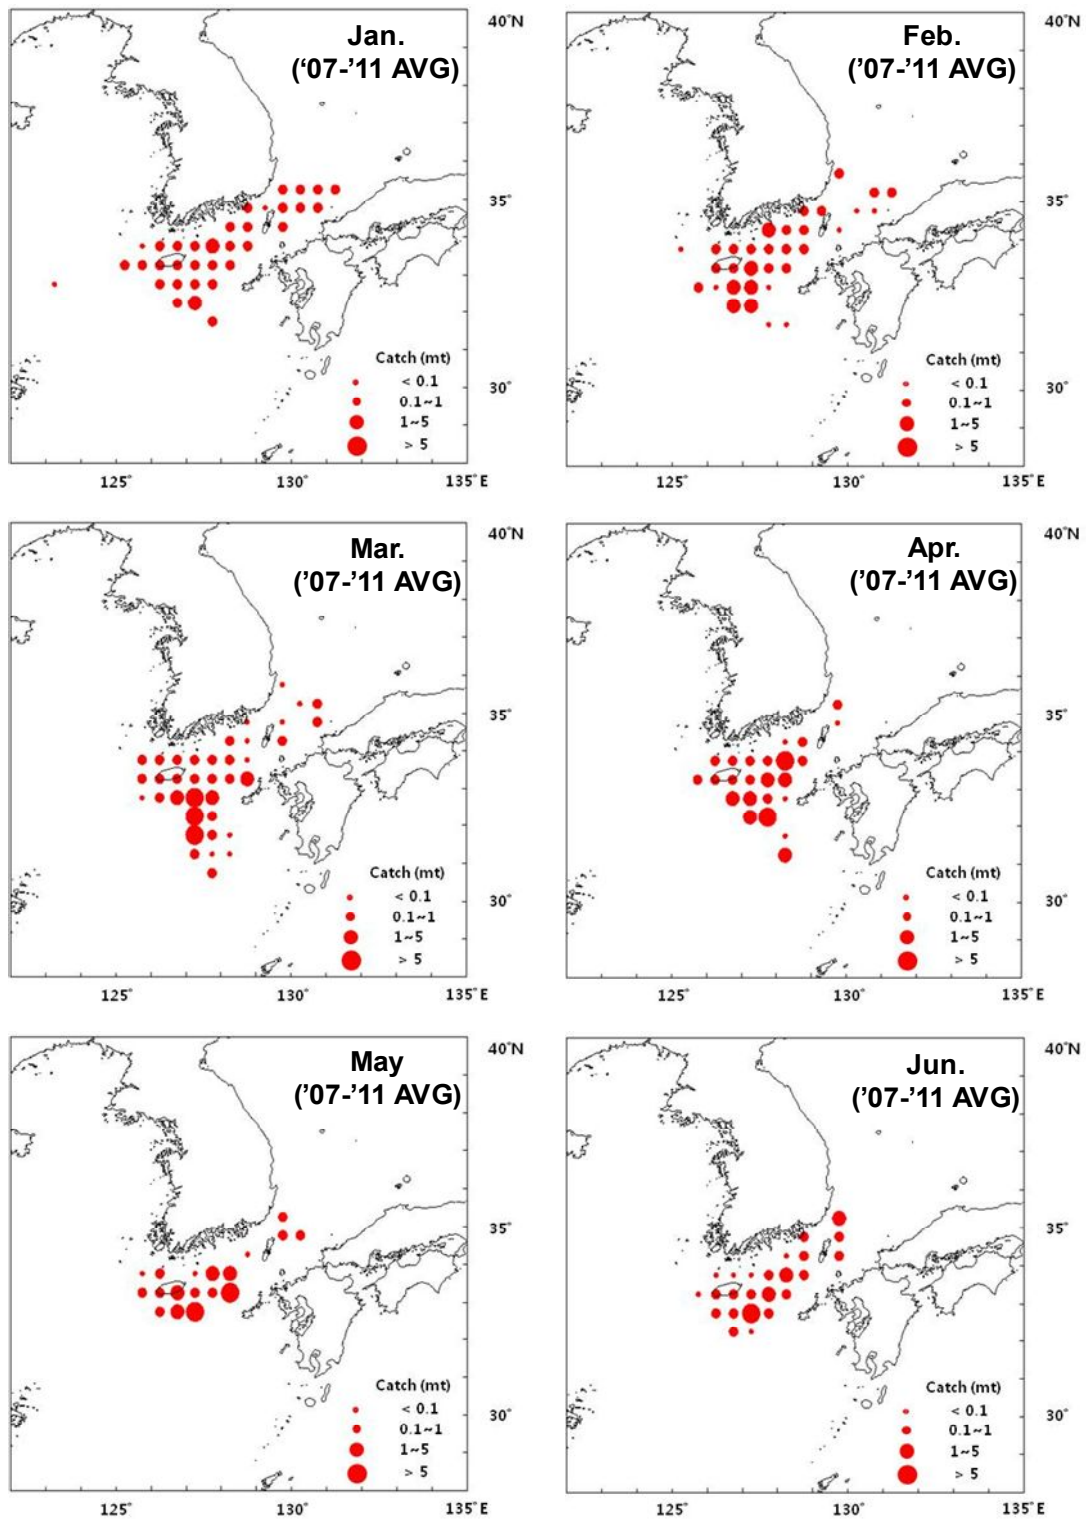 Jan.
(‘07-’11 AVG)
40°N
35°
30°
Catch (mt)
< 0.1
0.1~1
1~5
> 5
125°
130°
135°E
Feb.
(’07-’11 AVG)
40°N
35°
30°
Catch (mt)
< 0.1
0.1~1
1~5
> 5
125°
130°
135°E
Mar.
(’07-’11 AVG)
40°N
35°
30°
Catch (mt)
< 0.1
0.1~1
1~5
> 5
125°
130°
135°E
Apr.
(’07-’11 AVG)
40°N
35°
30°
Catch (mt)
< 0.1
0.1~1
1~5
> 5
125°
130°
135°E
May
(’07-’11 AVG)
40°N
35°
30°
Catch (mt)
< 0.1
0.1~1
1~5
> 5
125°
130°
135°E
Jun.
(’07-’11 AVG)
40°N
35°
30°
Catch (mt)
< 0.1
0.1~1
1~5
> 5
125°
130°
135°E